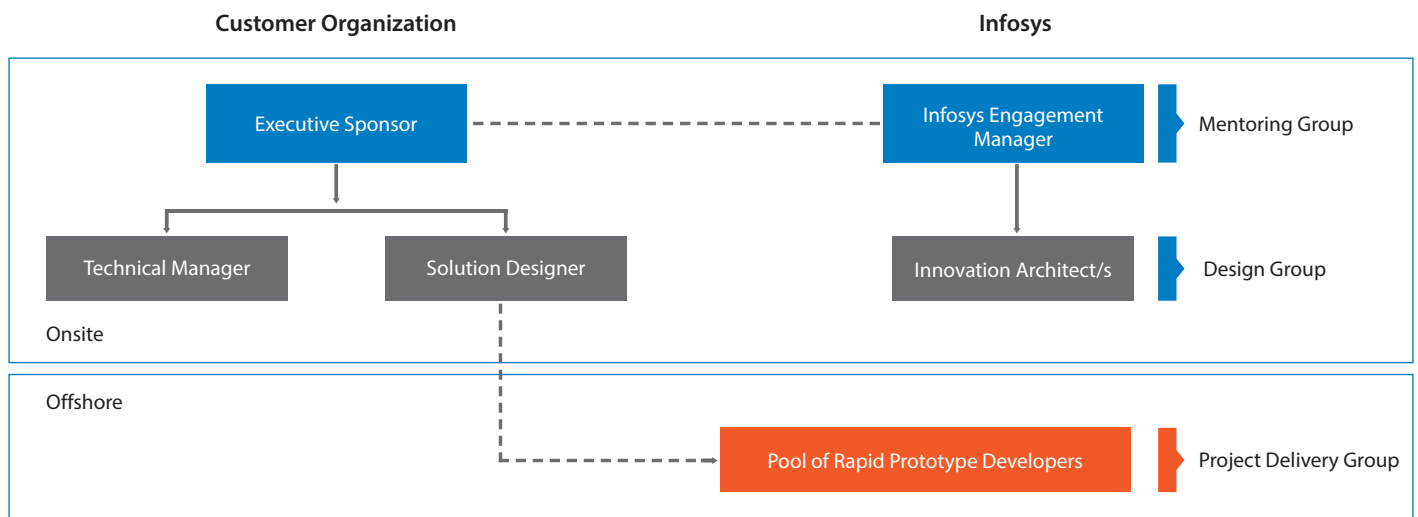 Customer Organization
Infosys
Executive Sponsor
Infosys Engagement
Manager
Mentoring Group
Technical Manager
Solution Designer
Innovation Architect/s
Design Group
Onsite
Offshore
Pool of Rapid Prototype Developers
Project Delivery Group